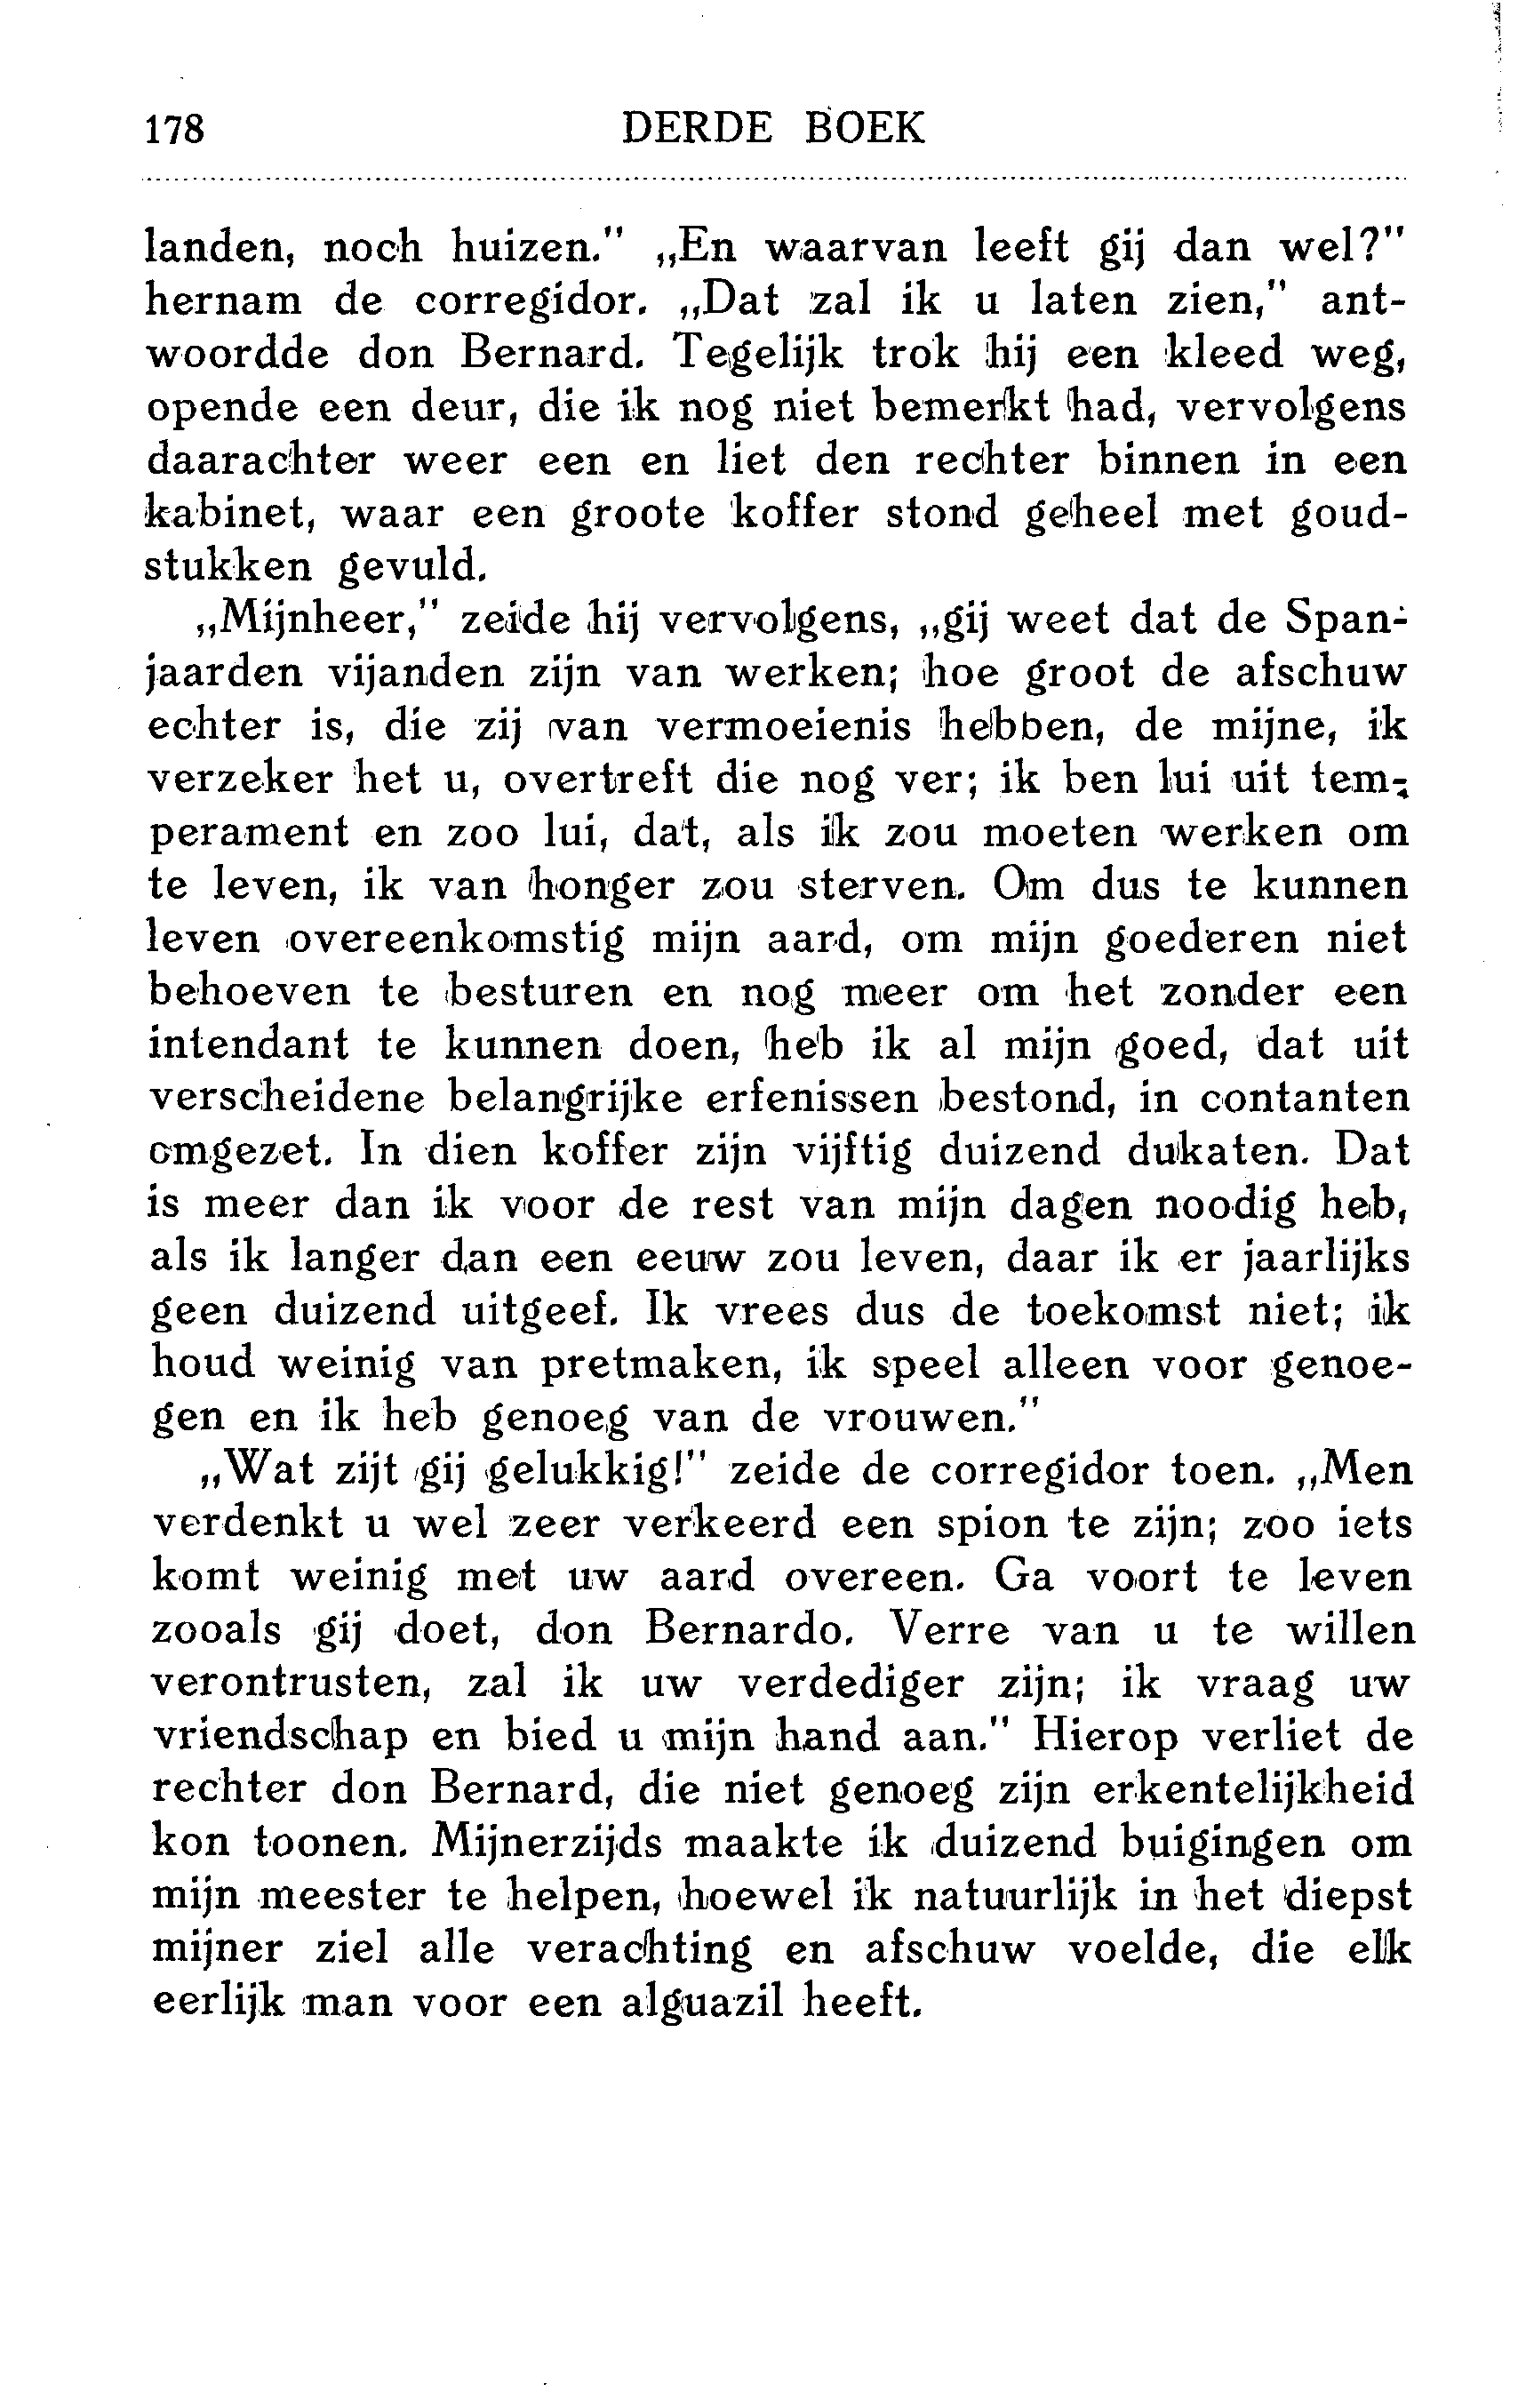 178 DERDE BOEK
landen, noch huizen." „En waarvan leeft gij dan wel?"
hernam de corregidor. „Dat zal ik u laten zien," ant-
woordde don Bernard. Tegelijk trok hij een kleed weg,
opende een deur, die ik nog niet bemerkt had, vervolgens
daarachter weer een en liet den rechter binnen in een
kabinet, waar een groote koffer stond geheel met goud-
stukken gevuld.
„Mijnheer," zeide hij vervolgens, „gij weet dat de Span-
jaarden vijanden zijn van werken; hoe groot de afschuw
echter is, die zij van vermoeienis hebben, de mijne, ik
verzeker het u, overtreft die nog ver; ik ben lui uit tem-
perament en zoo lui, dat, als ik zou moeten werken om
te leven, ik van honger zou sterven. Om dus te kunnen
leven overeenkomstig mijn aard, om mijn goederen niet
behoeven te besturen en nog meer om het zonder een
intendant te kunnen doen, heb ik al mijn goed, dat uit
verscheidene belangrijke erfenissen bestond, in contanten
omgezet. In dien koffer zijn vijftig duizend dukaten. Dat
is meer dan ik voor de rest van mijn dagen noodig heb,
als ik langer dan een eeuw zou leven, daar ik er jaarlijks
geen duizend uitgeef. Ik vrees dus de toekomst niet; ik
houd weinig van pretmaken, ik speel alleen voor genoe-
gen en ik heb genoeg van de vrouwen."
„Wat zijt gij gelukkig!" zeide de corregidor toen. „Men
verdenkt u wel zeer verkeerd een spion te zijn; zoo iets
komt weinig met uw aard overeen. Ga voort te leven
zooals gij doet, don Bernardo. Verre van u te willen
verontrusten, zal ik uw verdediger zijn; ik vraag uw
vriendschap en bied u mijn hand aan." Hierop verliet de
rechter don Bernard, die niet genoeg zijn erkentelijkheid
kon toonen. Mijnerzijds maakte ik duizend buigingen om
mijn meester te helpen, hoewel ik natuurlijk in het diepst
mijner ziel alle verachting en afschuw voelde, die elk
eerlijk man voor een alguazil heeft.